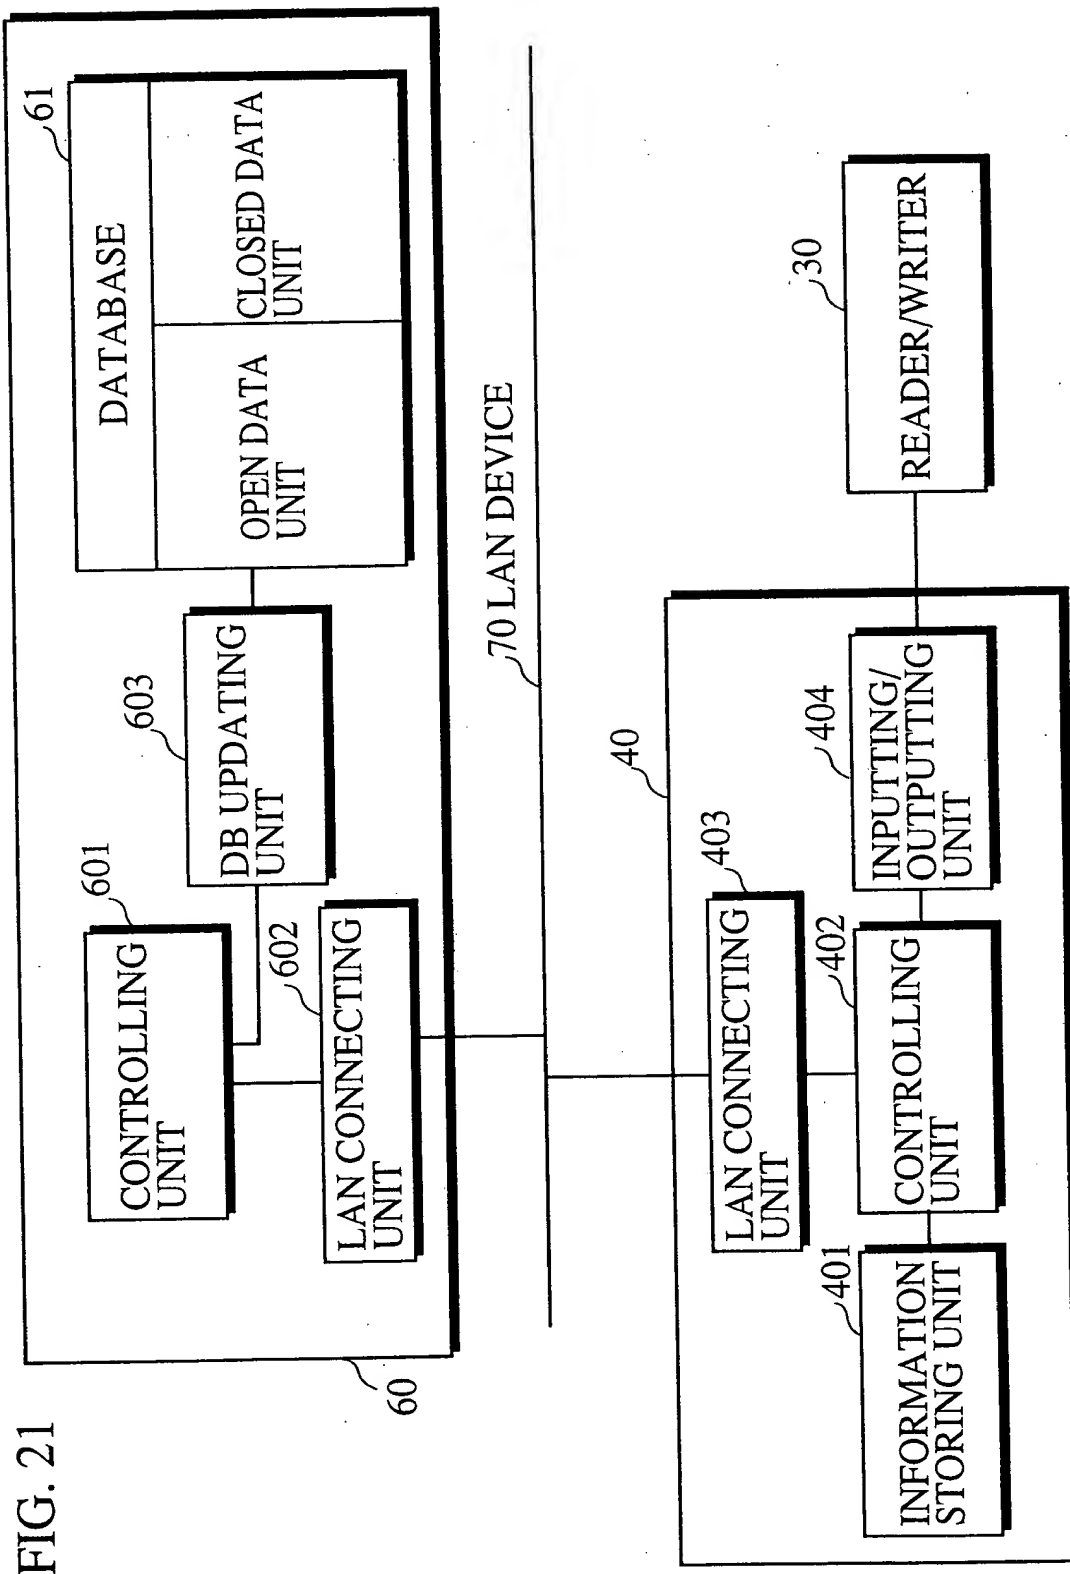 FIG. 21
60
601
CONTROLLING
UNIT
602
LAN CONNECTING
UNIT
603
DB UPDATING
UNIT
61
DATABASE
OPEN DATA
UNIT
CLOSED DATA
UNIT
70 LAN DEVICE
40
403
LAN CONNECTING
UNIT
401
INFORMATION
STORING UNIT
402
CONTROLLING
UNIT
404
INPUTTING/
OUTPUTTING
UNIT
30
READER/WRITER